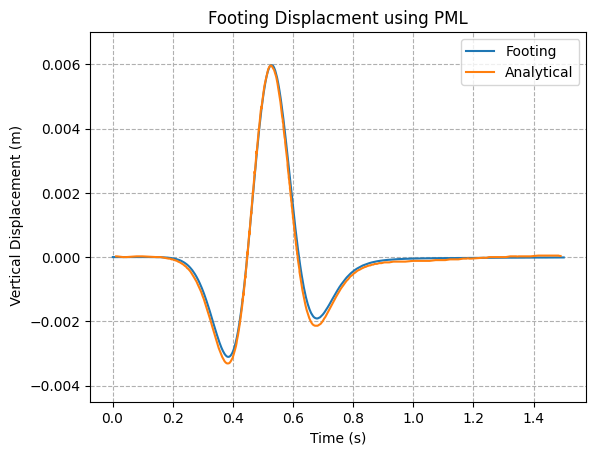 Footing Displacment using PML
Footing
Analytical
Vertical Displacement (m)
0.006
0.004
0.002
0.000
−0.002
−0.004
0.0 0.2 0.4 0.6 0.8 1.0 1.2 1.4
Time (s)